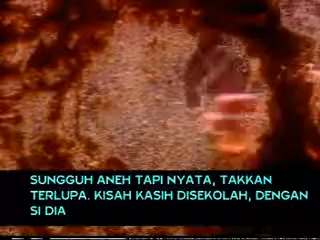 SUNGGUH ANEH TAPI NYATA, TAKKAN
TERLUPA. KISAH KASIH DISEKOLAH, DENGAN
SI DIA